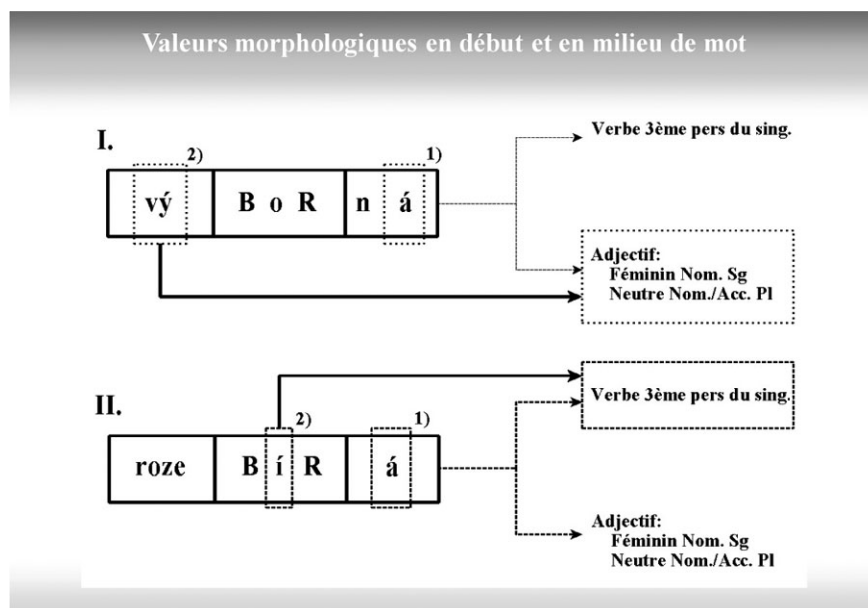 Valeurs morphologiques en début et en milieu de mot
I.
2)
1)
vý B o R n á
Verbe 3ème pers du sing.
Adjectif:
Féminin Nom. Sg
Neutre Nom./Acc. Pl
II.
2)
1)
roze B í R á
Verbe 3ème pers du sing.
Adjectif:
Féminin Nom. Sg
Neutre Nom./Acc. Pl